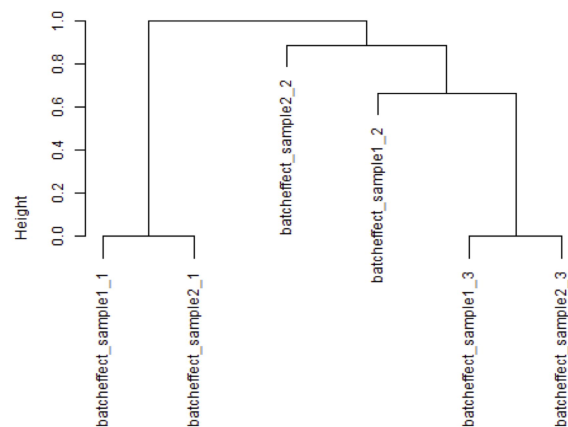 Height
1.0
0.8
0.6
0.4
0.2
0.0
batcheffect_sample1_1
batcheffect_sample2_1
batcheffect_sample2_2
batcheffect_sample1_2
batcheffect_sample1_3
batcheffect_sample2_3